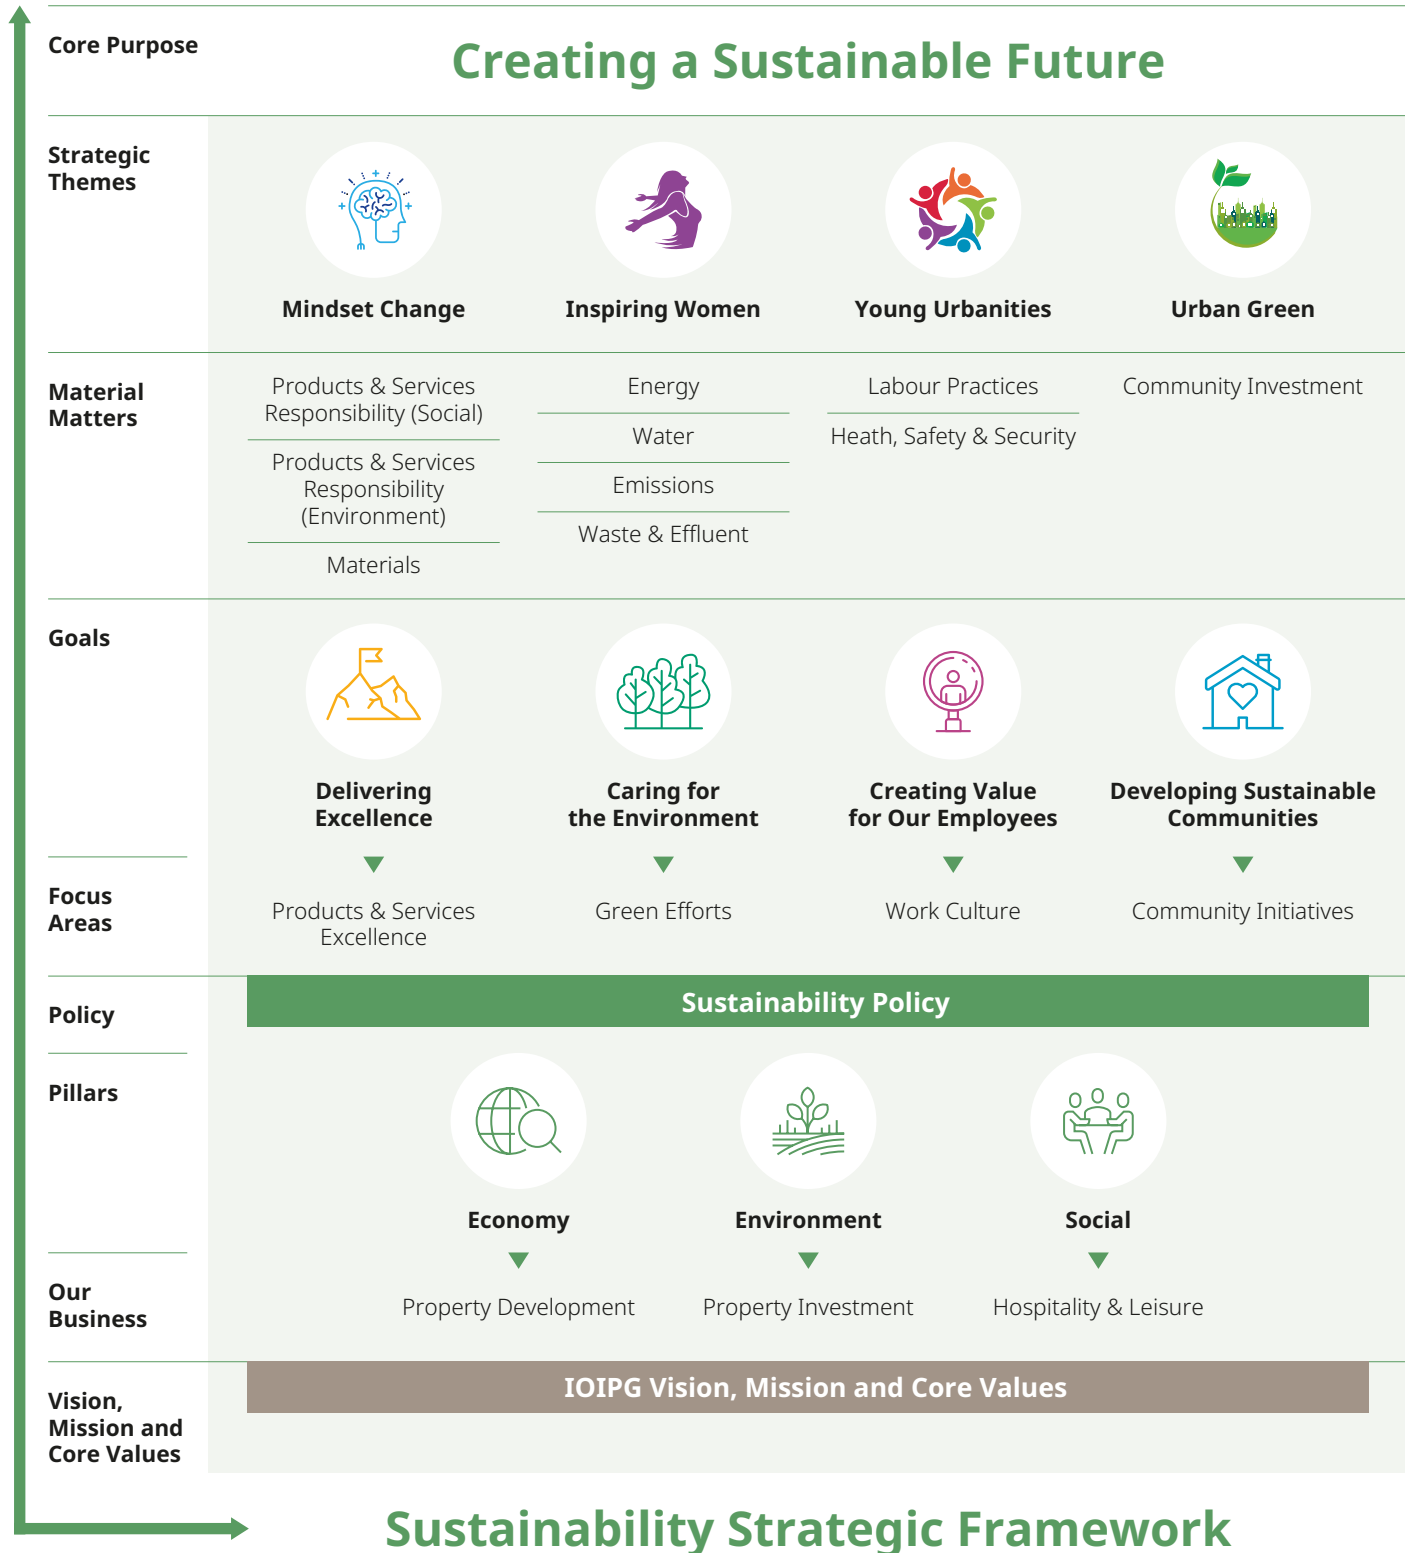 Core Purpose
Creating a Sustainable Future
Strategic
Themes
Mindset Change
Inspiring Women
Young Urbanities
Urban Green
Material
Matters
Products & Services
Responsibility (Social)
Products & Services
Responsibility
(Environment)
Materials
Energy
Water
Emissions
Waste & Effluent
Labour Practices
Heath, Safety & Security
Community Investment
Goals
Delivering
Excellence
Caring for
the Environment
Creating Value
for Our Employees
Developing Sustainable
Communities
Focus
Areas
Products & Services
Excellence
Green Efforts
Work Culture
Community Initiatives
Policy
Sustainability Policy
Pillars
Economy
Environment
Social
Our
Business
Property Development
Property Investment
Hospitality & Leisure
Vision,
Mission and
Core Values
IOIPG Vision, Mission and Core Values
Sustainability Strategic Framework